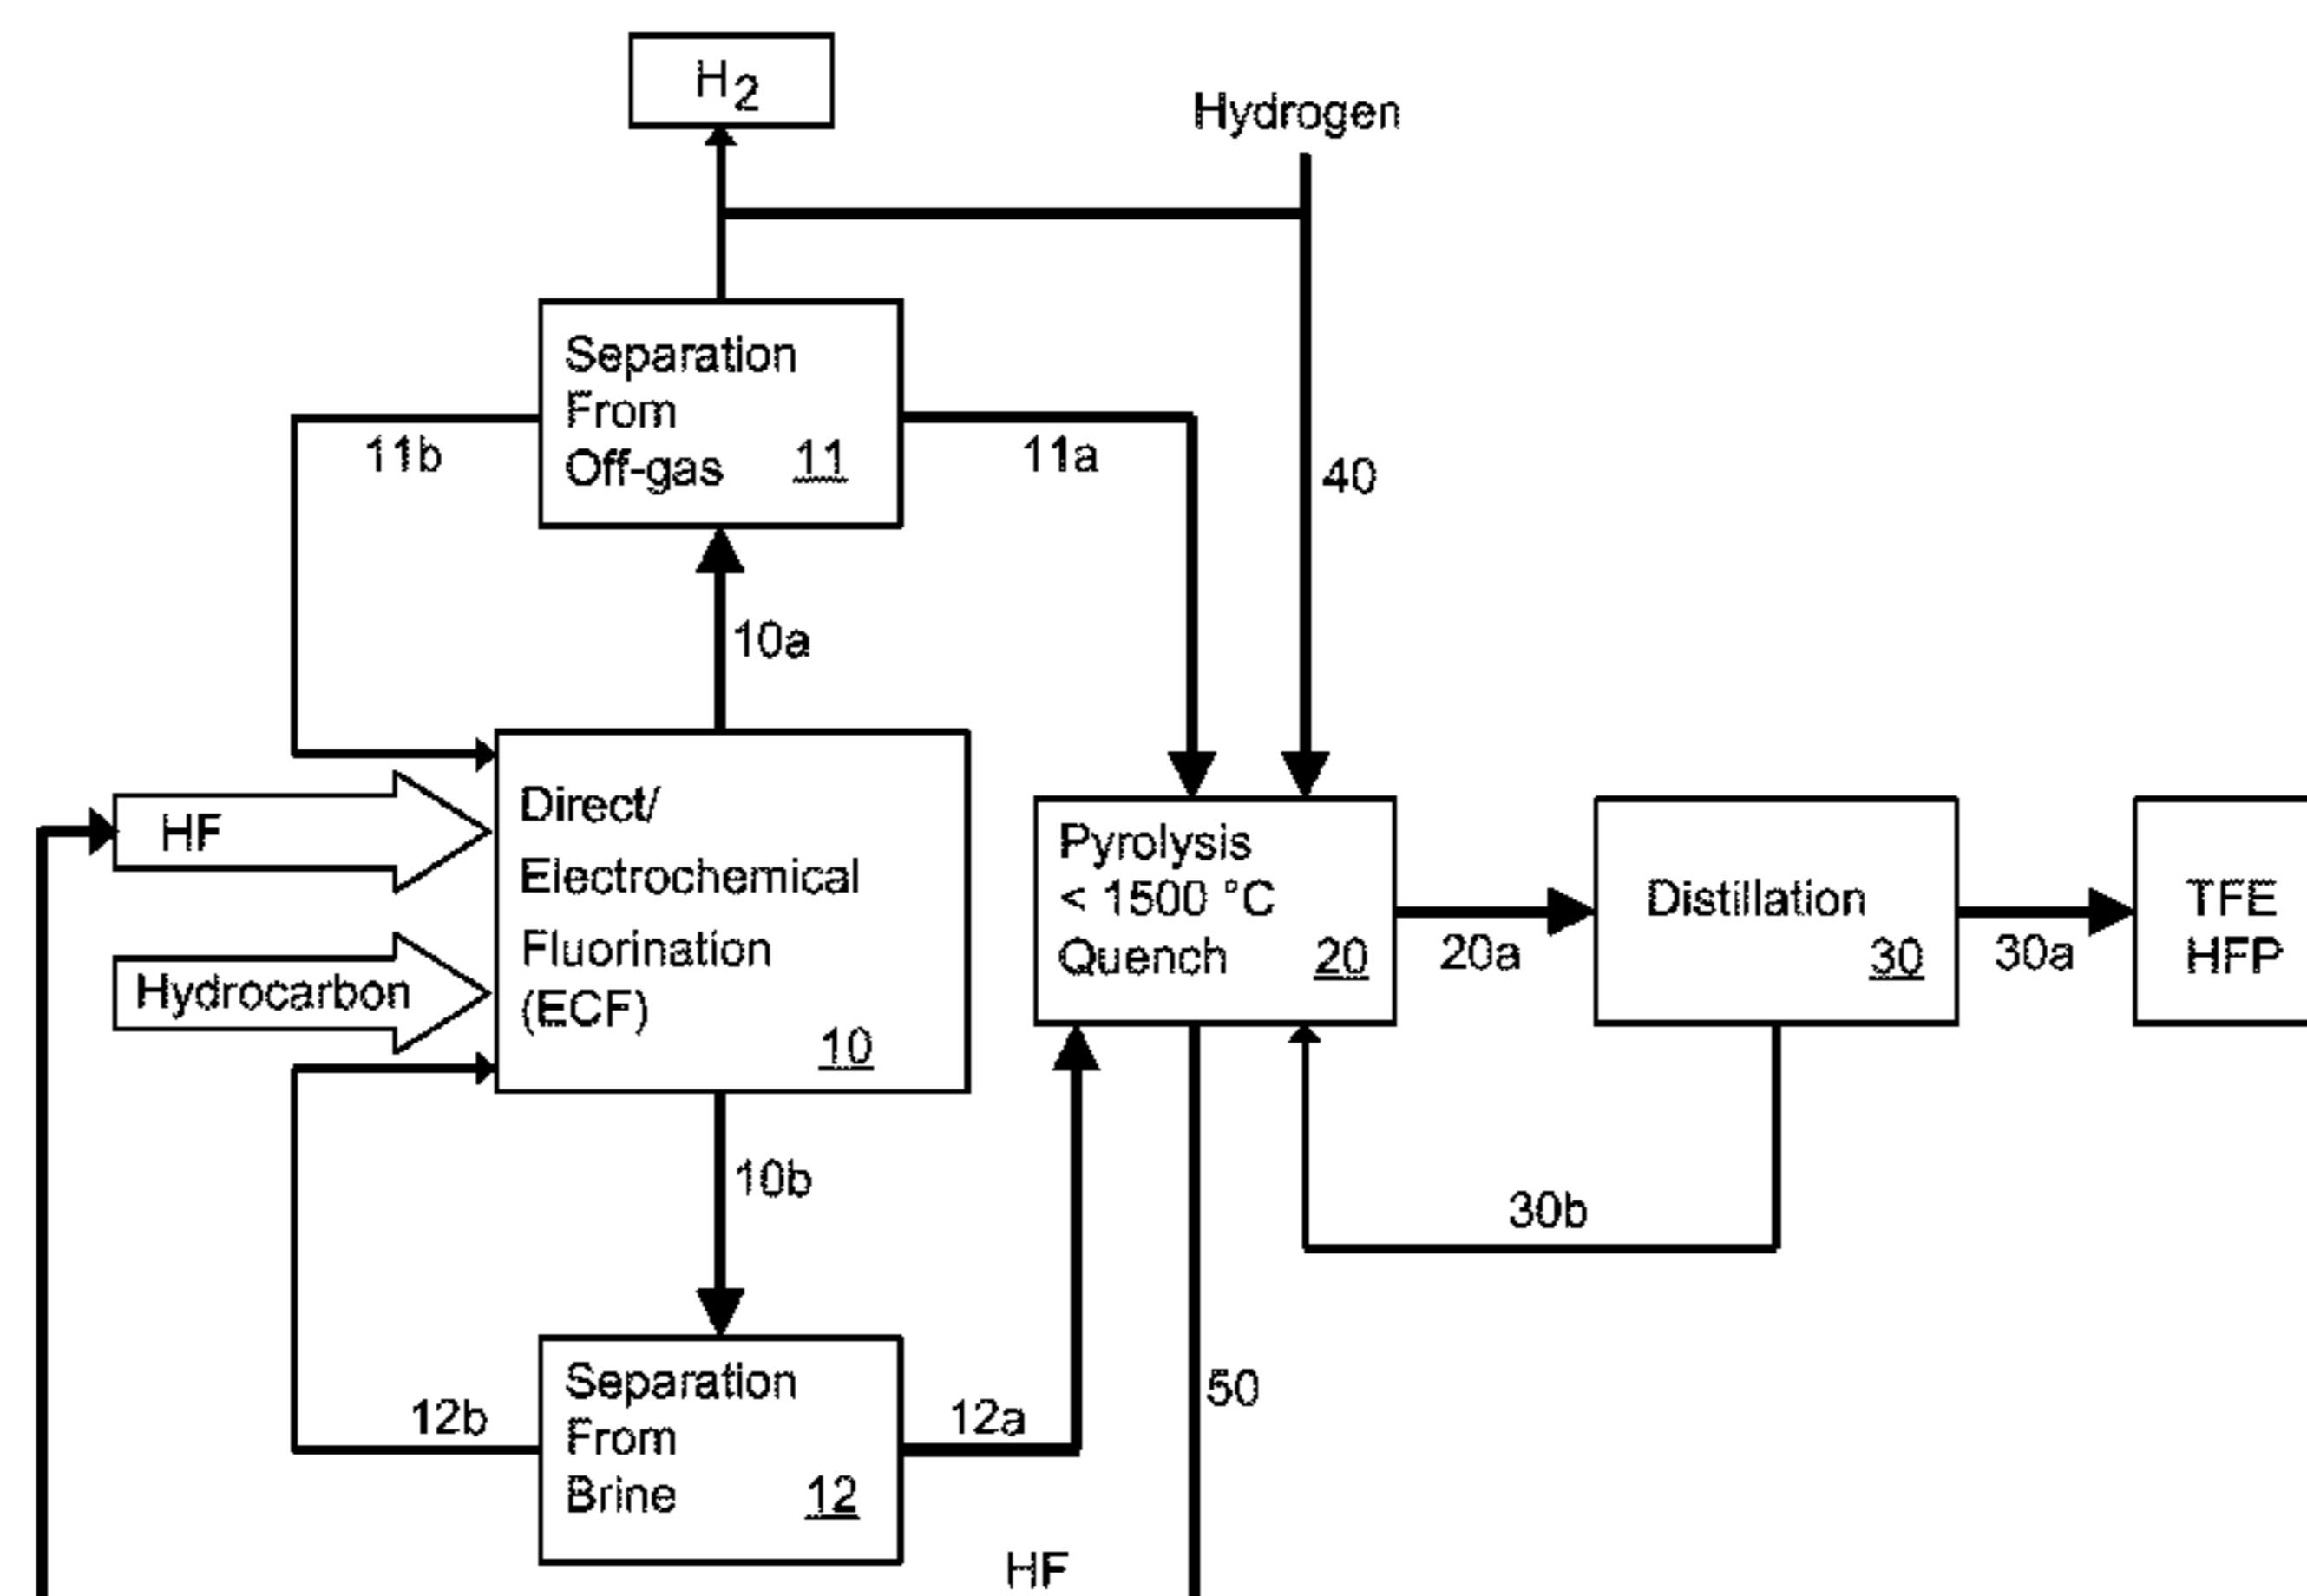 H2
Hydrogen
Separation
From
Off-gas 11
11b
11a
40
10a
HF
Hydrocarbon
Direct/
Electrochemical
Fluorination
(ECF)
10
Pyrolysis
< 1500 °C
Quench 20
20a
Distillation
30
30a
TFE
HFP
10b
30b
Separation
From
Brine 12
12b
12a
50
HF